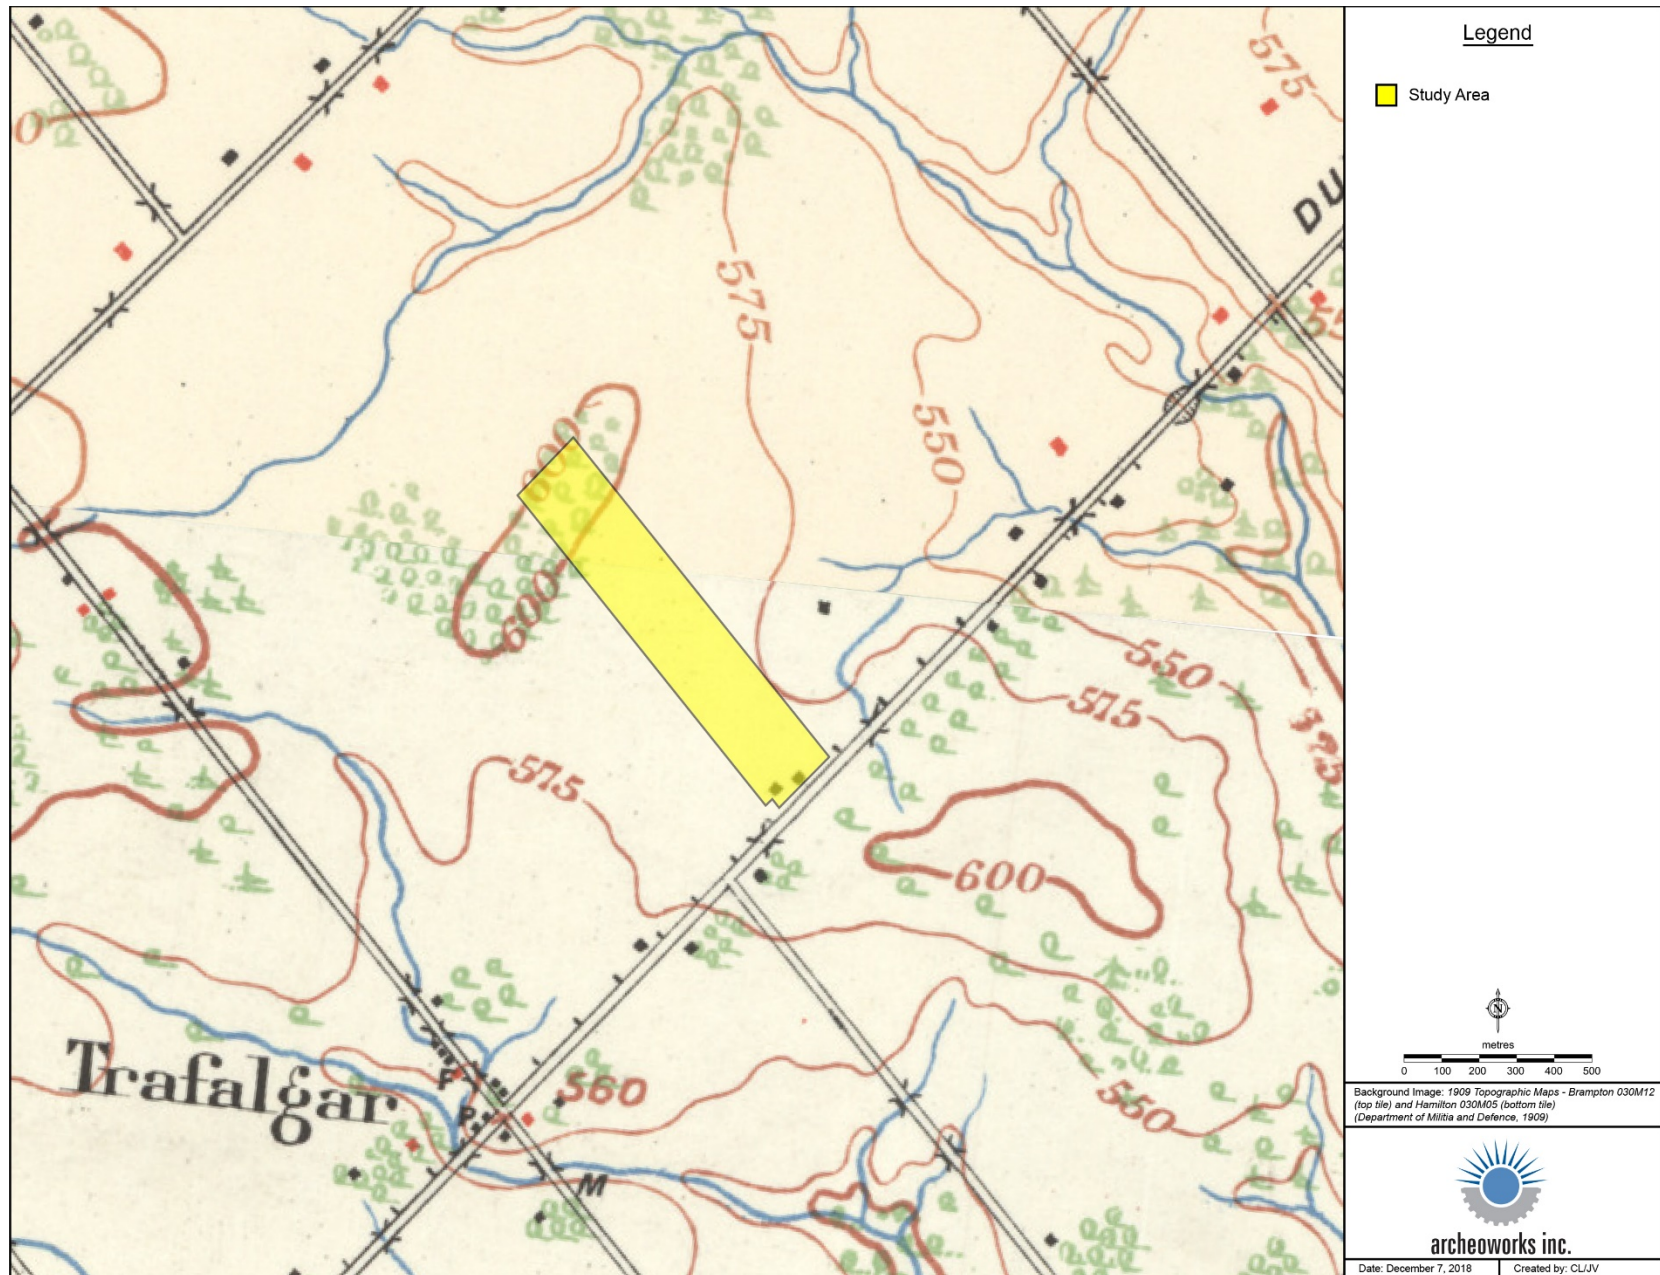 575
DU
575
550
600
600
550
575
575
600
Trafalgar
F
P
560
550
M
Legend
Study Area
N
metres
0 100 200 300 400 500
Background Image: 1909 Topographic Maps - Brampton 030M12
(top tile) and Hamilton 030M05 (bottom tile)
(Department of Militia and Defence, 1909)
archeoworks inc.
Date: December 7, 2018
Created by: CL/JV